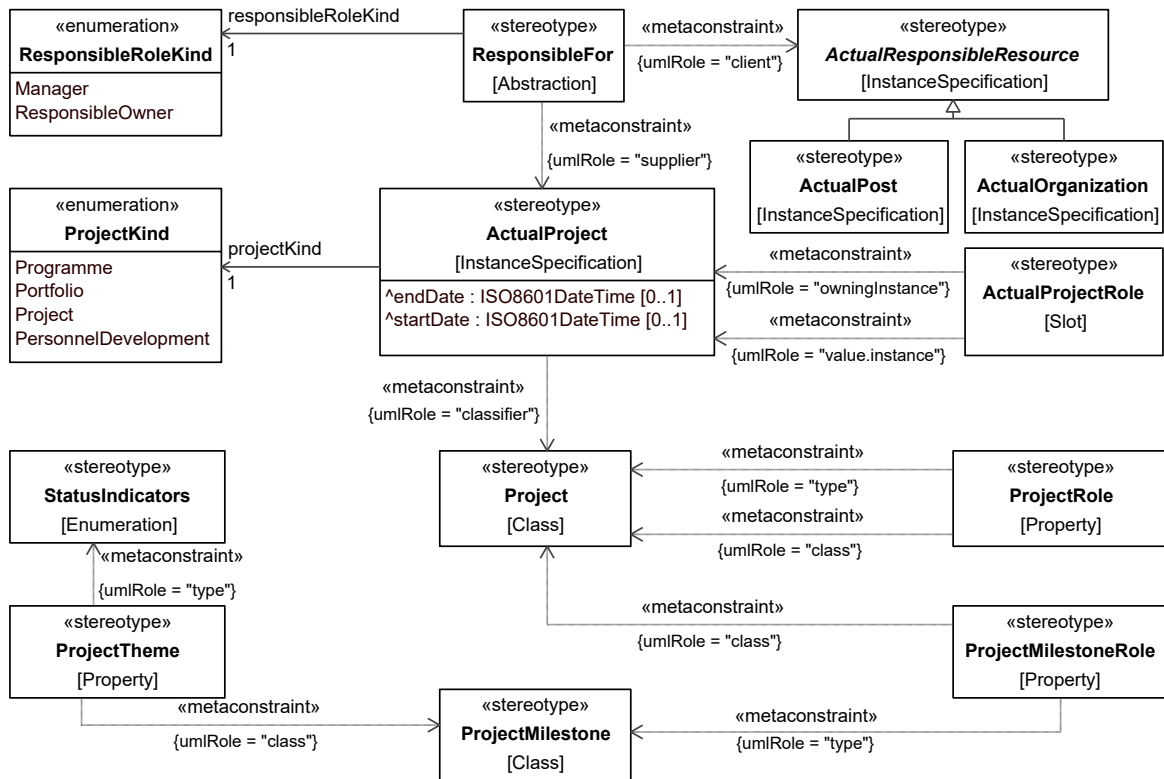 «enumeration»
ResponsibleRoleKind
Manager
ResponsibleOwner
responsibleRoleKind
1
«stereotype»
ResponsibleFor
[Abstraction]
«metaconstraint»
{umlRole = "client"}
«stereotype»
ActualResponsibleResource
[InstanceSpecification]
«metaconstraint»
{umlRole = "supplier"}
«stereotype»
ActualPost
[InstanceSpecification]
«stereotype»
ActualOrganization
[InstanceSpecification]
«enumeration»
ProjectKind
Programme
Portfolio
Project
PersonnelDevelopment
projectKind
1
«stereotype»
ActualProject
[InstanceSpecification]
^endDate : ISO8601DateTime [0..1]
^startDate : ISO8601DateTime [0..1]
«metaconstraint»
{umlRole = "owningInstance"}
«metaconstraint»
{umlRole = "value.instance"}
«stereotype»
ActualProjectRole
[Slot]
«metaconstraint»
{umlRole = "classifier"}
«stereotype»
StatusIndicators
[Enumeration]
«stereotype»
Project
[Class]
«metaconstraint»
{umlRole = "type"}
«metaconstraint»
{umlRole = "class"}
«stereotype»
ProjectRole
[Property]
«metaconstraint»
{umlRole = "type"}
«stereotype»
ProjectTheme
[Property]
«metaconstraint»
{umlRole = "class"}
«stereotype»
ProjectMilestoneRole
[Property]
«metaconstraint»
{umlRole = "class"}
«stereotype»
ProjectMilestone
[Class]
«metaconstraint»
{umlRole = "type"}